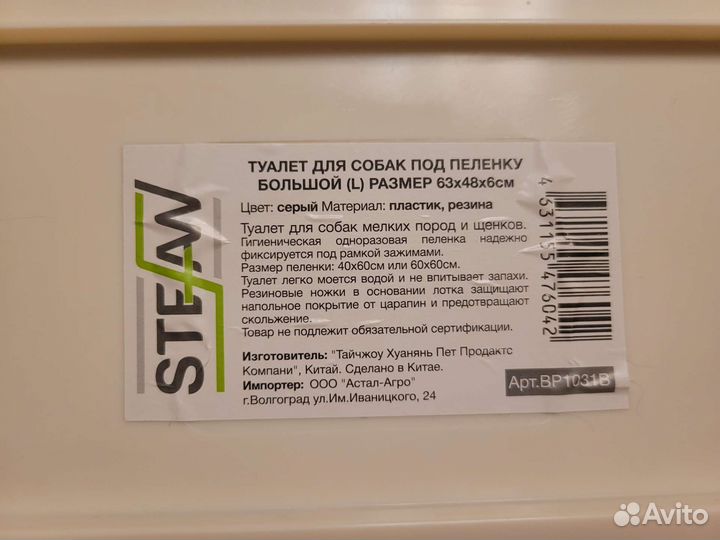 STEFAN
ТУАЛЕТ ДЛЯ СОБАК ПОД ПЕЛЕНКУ
БОЛЬШОЙ (L) РАЗМЕР 63х48х6см
Цвет: серый Материал: пластик, резина
Туалет для собак мелких пород и щенков.
Гигиеническая одноразовая пеленка надежно
фиксируется под рамкой зажимами.
Размер пеленки: 40х60см или 60х60см.
Туалет легко моется водой и не впитывает запахи.
Резиновые ножки в основании лотка защищают
напольное покрытие от царапин и предотвращают
скольжение.
Товар не подлежит обязательной сертификации.
Изготовитель: "Тайчжоу Хуанянь Пет Продактс
Компани", Китай. Сделано в Китае.
Импортер: ООО "Астал-Агро"
г.Волгоград ул.Им.Иваницкого, 24
4 631155 476042
Арт.BP1031B
Avito